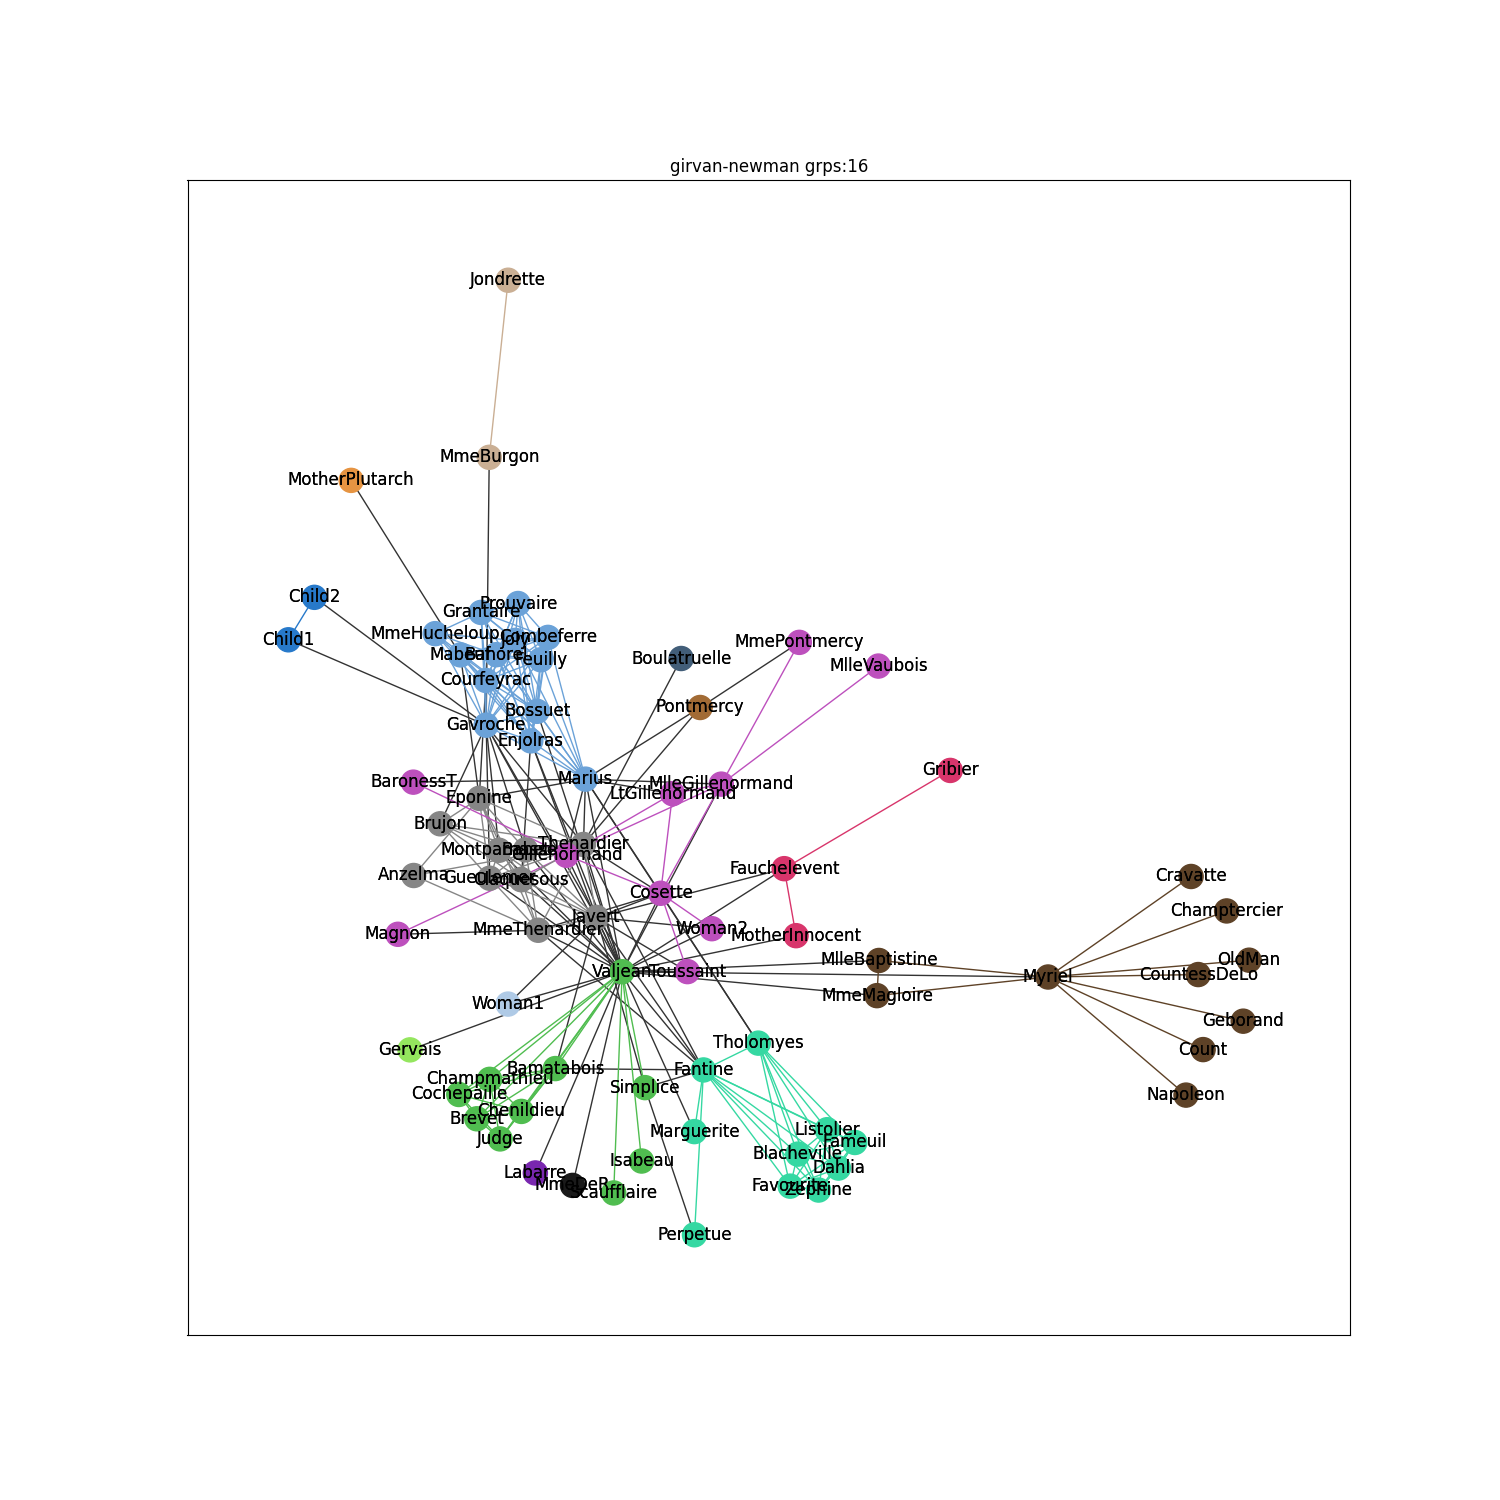 girvan-newman grps:16
Jondrette
MmeBurgon
MotherPlutarch
Child2
Prouvaire
Grantaire
MmeHucheloup
Joly
Combeferre
Child1
MmePontmercy
Mabeuf
Bahorel
Feuilly
Boulatruelle
MlleVaubois
Courfeyrac
Pontmercy
Bossuet
Gavroche
Enjolras
Gribier
BaronessT
Marius
MlleGillenormand
LtGillenormand
Eponine
Brujon
Thenardier
Montparnasse
Gillenormand
Fauchelevent
Anzelma
Gueulemer
Claquesous
Cravatte
Cosette
Champtercier
Javert
Magnon
MmeThenardier
Woman2
MotherInnocent
MlleBaptistine
OldMan
Valjean
Toussaint
Myriel
CountessDeLo
MmeMagloire
Woman1
Geborand
Gervais
Tholomyes
Count
Bamatabois
Fantine
Champmathieu
Simplice
Cochepaille
Napoleon
Chenildieu
Brevet
Marguerite
Listolier
Judge
Fameuil
Blacheville
Isabeau
Dahlia
Labarre
MmeDeR
Favourite
Zephine
Scaufflaire
Perpetue